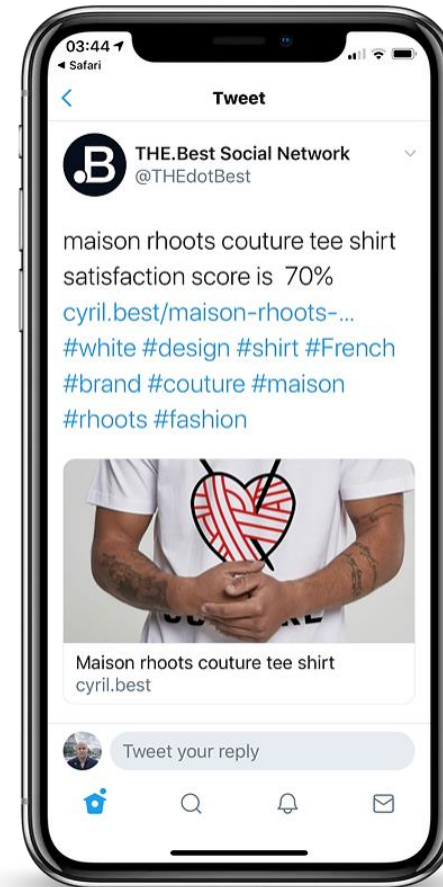 03:44
Safari
Tweet
.B
THE.Best Social Network
@THEdotBest
maison rhoots couture tee shirt
satisfaction score is 70%
cyril.best/maison-rhoots-...
#white #design #shirt #French
#brand #couture #maison
#rhoots #fashion
Maison rhoots couture tee shirt
cyril.best
Tweet your reply